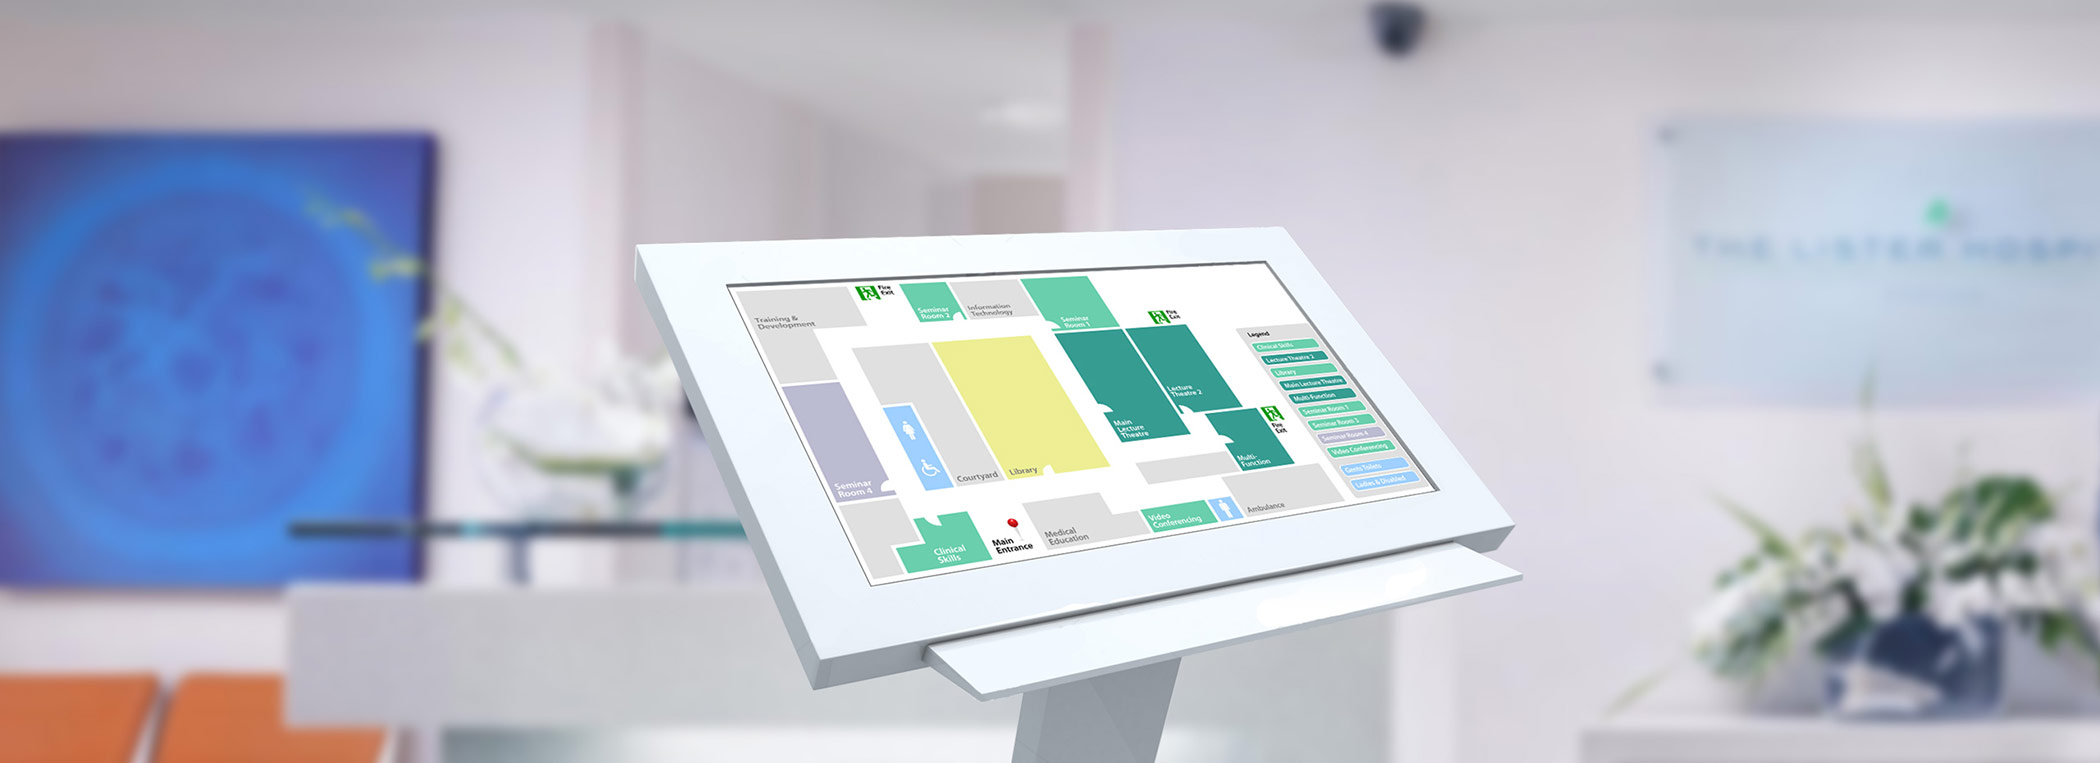 Training &
Development
Fire
Exit
Seminar
Room 2
Information
Technology
Seminar
Room 1
Fire
Exit
Seminar
Room 4
Courtyard
Library
Main
Lecture
Theatre
Lecture
Theatre 2
Multi-
Function
Fire
Exit
Clinical
Skills
Main
Entrance
Medical
Education
Video
Conferencing
Ambulance
Legend
Clinical Skills
Lecture Theatre 2
Library
Main Lecture Theatre
Multi-Function
Seminar Room 1
Seminar Room 3
Seminar Room 4
Video Conferencing
Gents Toilets
Ladies & Disabled
THE LISTER HOSPI